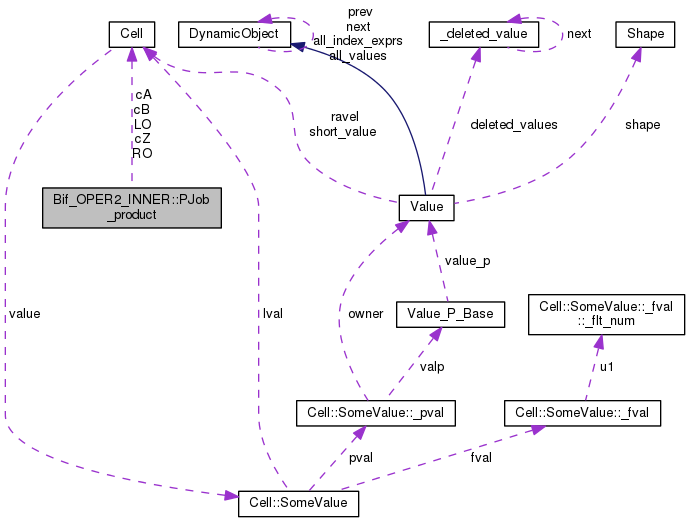 prev
next
all_index_exprs
all_values
Cell
DynamicObject
_deleted_value
next
Shape
cA
cB
LO
cZ
RO
ravel
short_value
deleted_values
shape
Bif_OPER2_INNER::PJob
_product
Value
value_p
value
lval
owner
Value_P_Base
Cell::SomeValue::_fval
::_flt_num
valp
u1
Cell::SomeValue::_pval
Cell::SomeValue::_fval
pval
fval
Cell::SomeValue